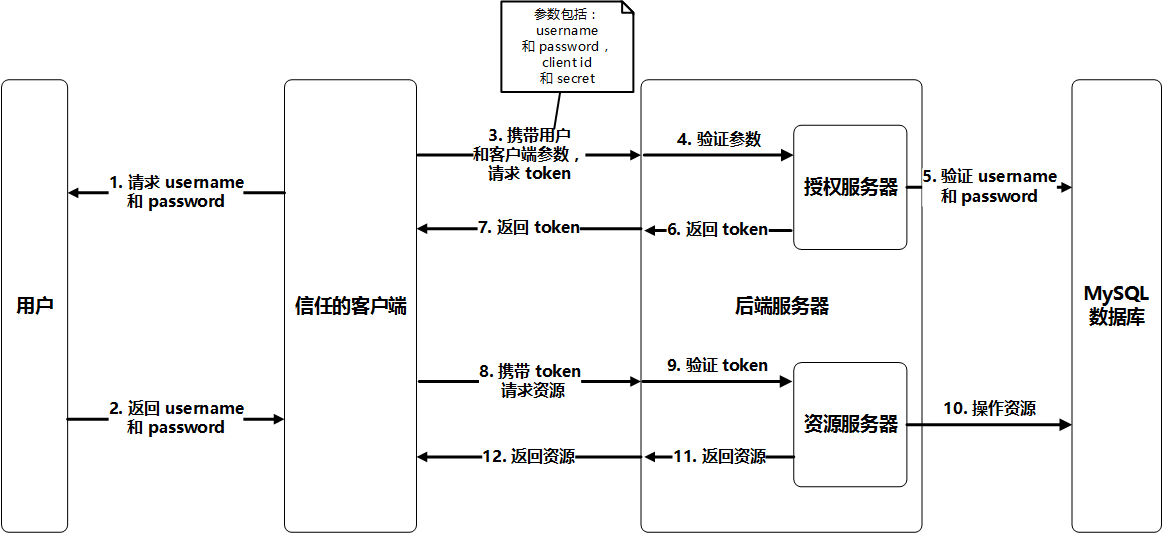 参数包括：
username
和 password，
client id
和 secret
3. 携带用户
和客户端参数，
请求 token
4. 验证参数
1. 请求 username
和 password
授权服务器
5. 验证 username
和 password
7. 返回 token
6. 返回 token
用户
信任的客户端
后端服务器
MySQL
数据库
8. 携带 token
请求资源
9. 验证 token
2. 返回 username
和 password
资源服务器
10. 操作资源
12. 返回资源
11. 返回资源